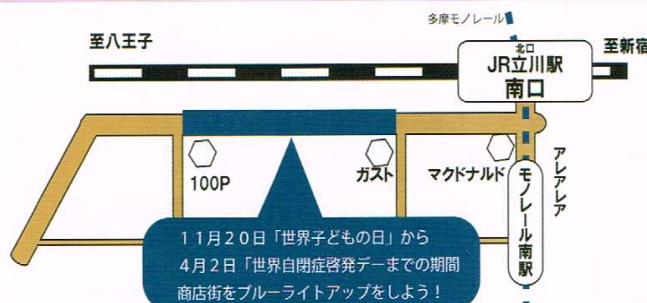 多摩モノレール
至八王子
北口
JR立川駅
南口
至新宿
100P
ガスト
マクドナルド
アレアレア
モノレール南駅
11月20日「世界子どもの日」から
4月2日「世界自閉症啓発デーまでの期間
商店街をブルーライトアップをしよう!